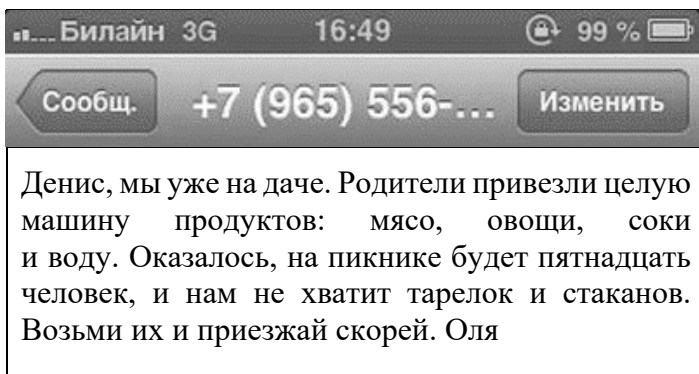 Билайн 3G 16:49 99 %
Сообщ. +7 (965) 556-... Изменить
Денис, мы уже на даче. Родители привезли целую
машину продуктов: мясо, овощи, соки
и воду. Оказалось, на пикнике будет пятнадцать
человек, и нам не хватит тарелок и стаканов.
Возьми их и приезжай скорей. Оля